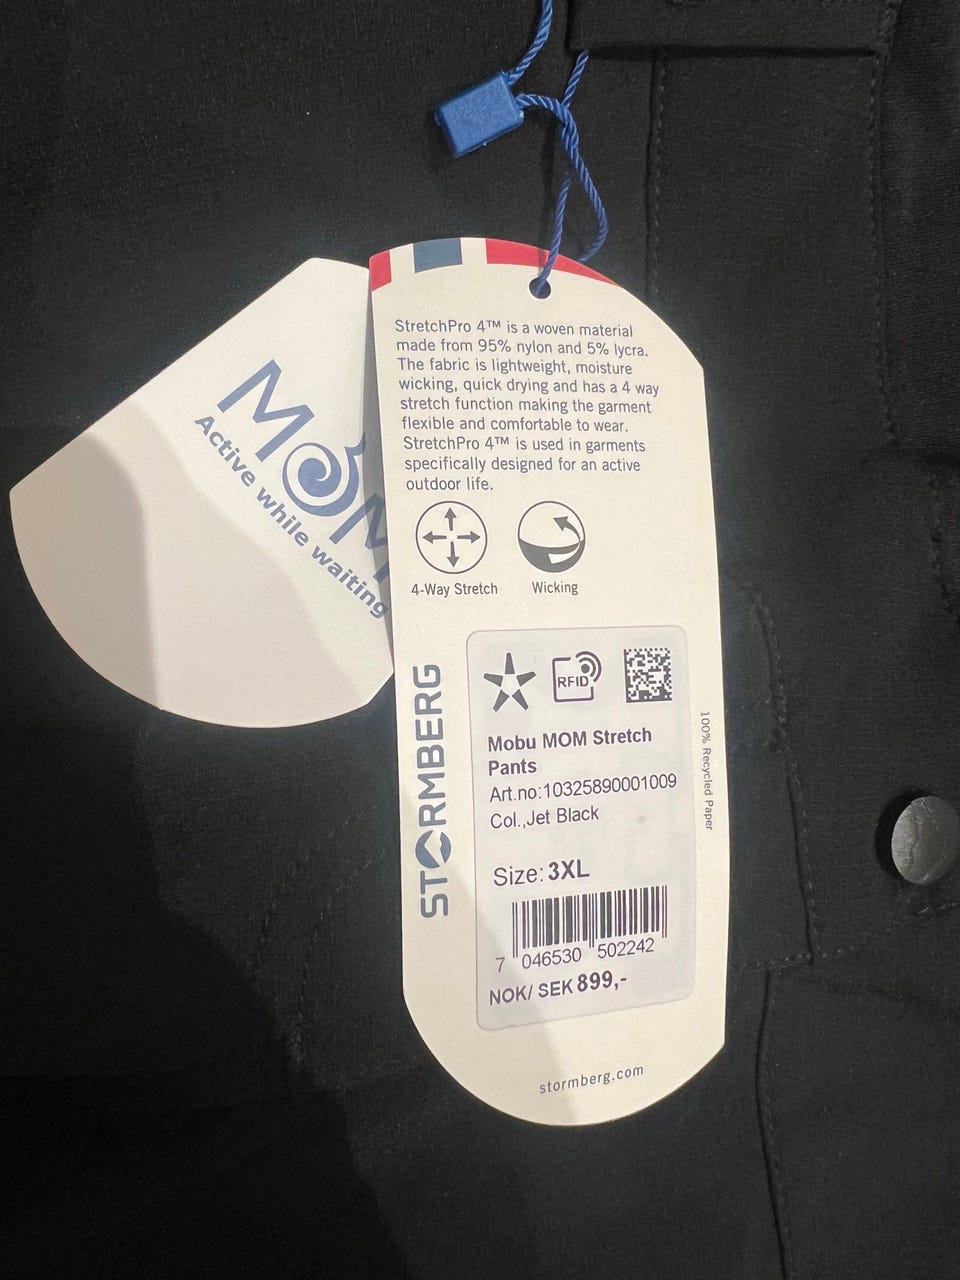 MOM
Active while waiting
StretchPro 4™ is a woven material
made from 95% nylon and 5% lycra.
The fabric is lightweight, moisture
wicking, quick drying and has a 4 way
stretch function making the garment
flexible and comfortable to wear.
StretchPro 4™ is used in garments
specifically designed for an active
outdoor life.
4-Way Stretch
Wicking
STORMBERG
RFID
Mobu MOM Stretch
Pants
Art.no:10325890001009
Col.,Jet Black
Size: 3XL
7 046530 502242
NOK/ SEK 899,-
100% Recycled Paper
stormberg.com